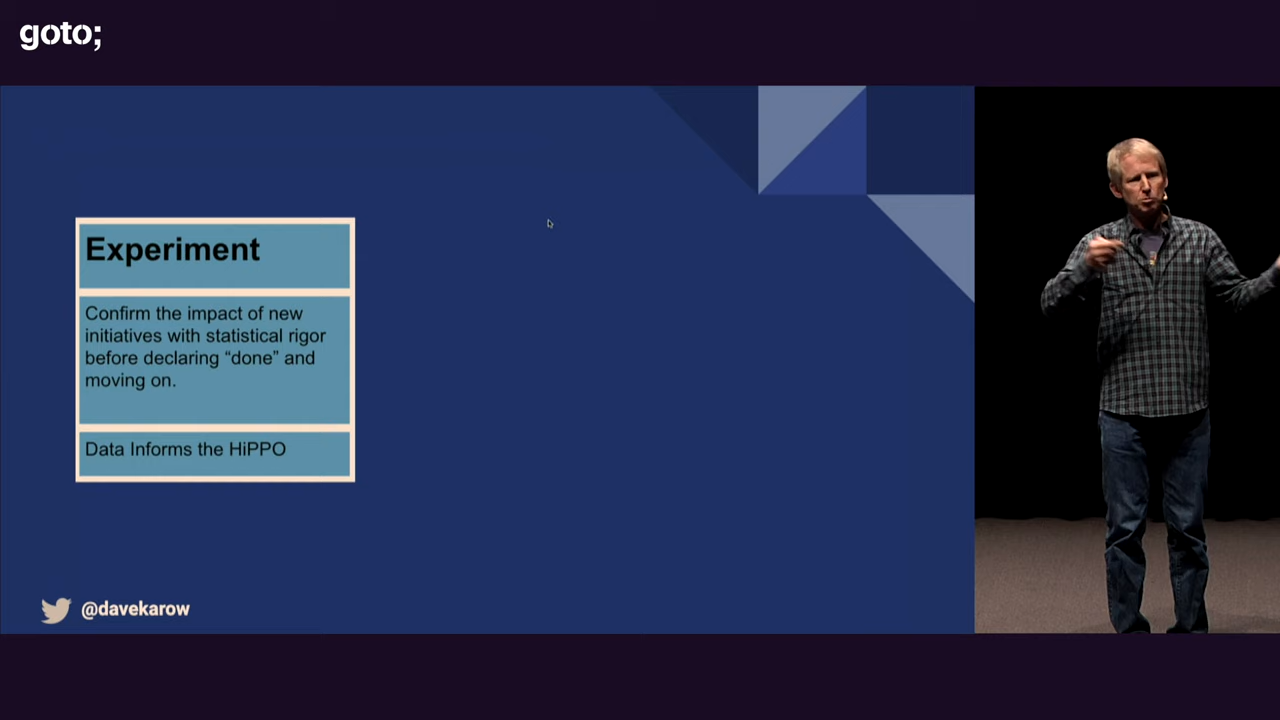 goto;
Experiment
Confirm the impact of new
initiatives with statistical rigor
before declaring “done” and
moving on.
Data Informs the HiPPO
@davekarow